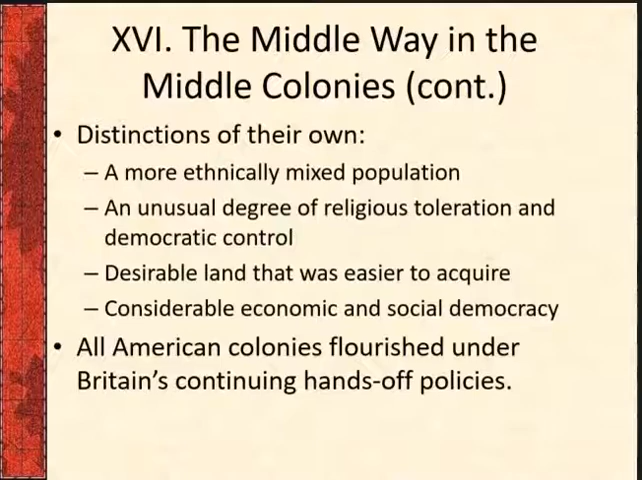 XVI. The Middle Way in the
Middle Colonies (cont.)
• Distinctions of their own:
– A more ethnically mixed population
– An unusual degree of religious toleration and
democratic control
– Desirable land that was easier to acquire
– Considerable economic and social democracy
• All American colonies flourished under
Britain’s continuing hands-off policies.